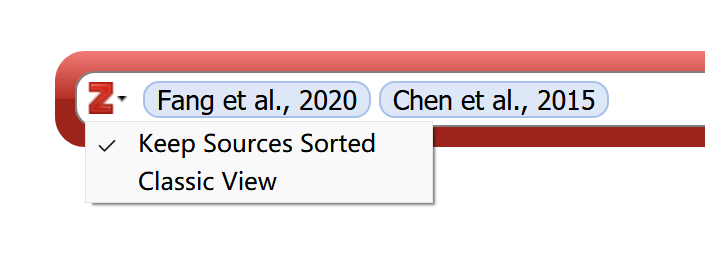 Z Fang et al., 2020 Chen et al., 2015
Keep Sources Sorted
Classic View